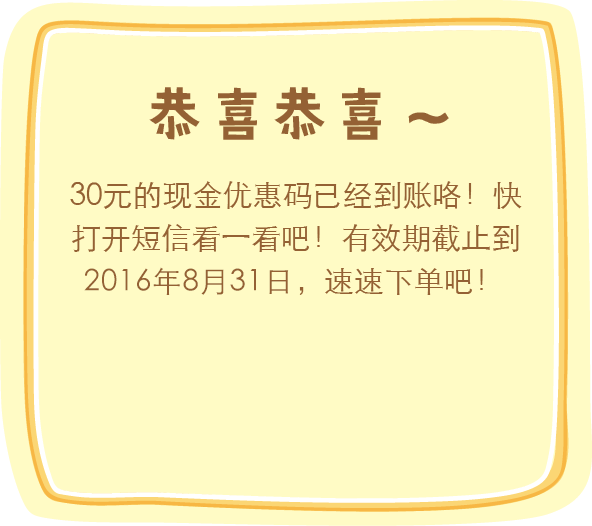 恭喜恭喜～
30元的现金优惠码已经到账咯！快
打开短信看一看吧！有效期截止到
2016年8月31日，速速下单吧！